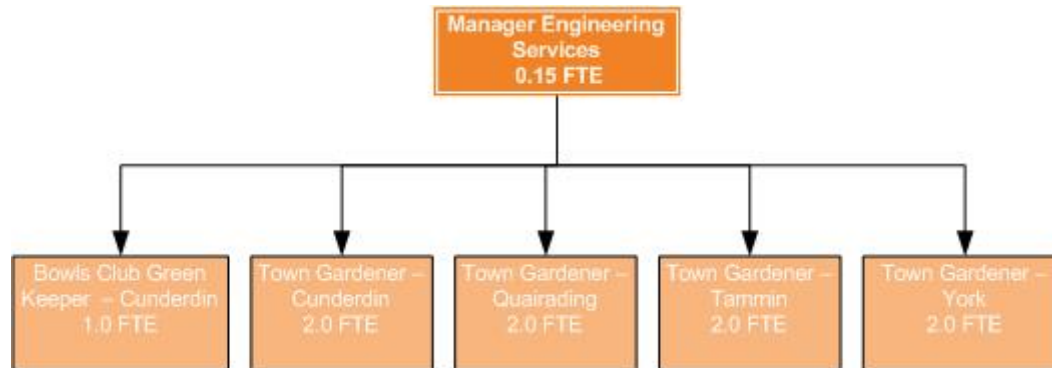 Manager Engineering
Services
0.15 FTE
Bowls Club Green
Keeper – Cunderdin
1.0 FTE
Town Gardener –
Cunderdin
2.0 FTE
Town Gardener –
Quairading
2.0 FTE
Town Gardener –
Tammin
2.0 FTE
Town Gardener –
York
2.0 FTE